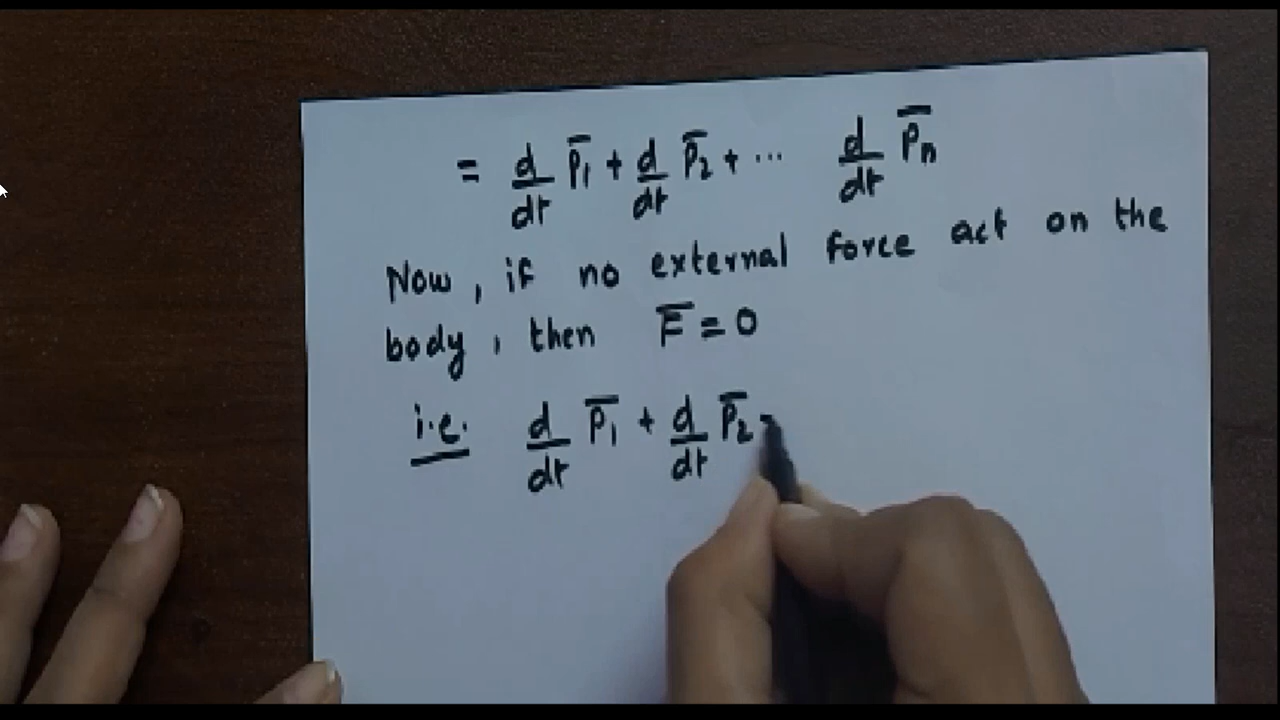 = d/dt P̅₁ + d/dt P̅₂ + ... d/dt P̅n
Now, if no external force act on the
body, then F̅ = 0
i.e. d/dt P̅₁ + d/dt P̅₂